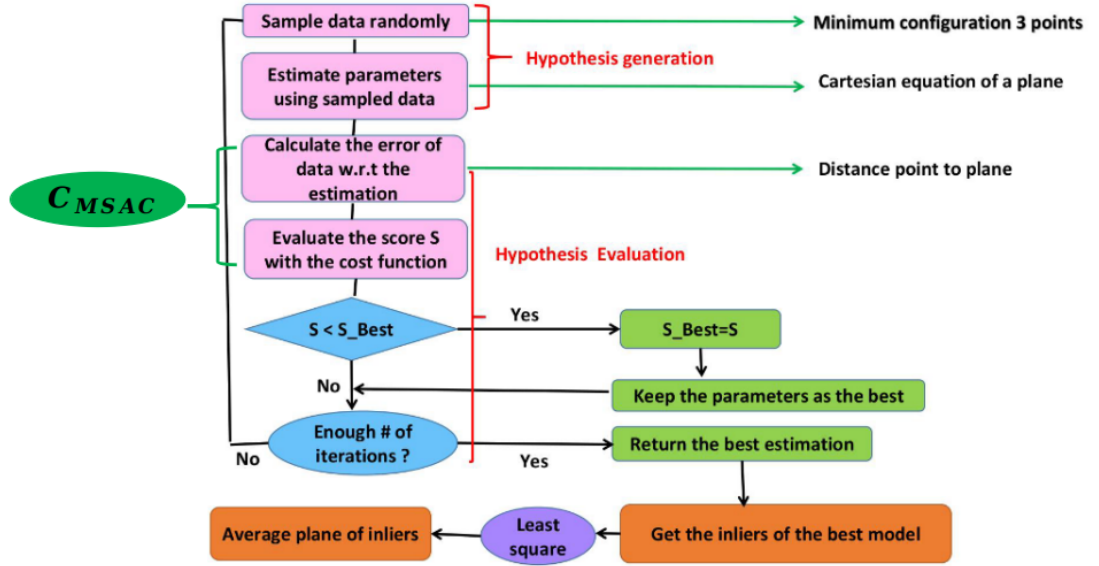 Sample data randomly
Minimum configuration 3 points
Hypothesis generation
Estimate parameters
using sampled data
Cartesian equation of a plane
Calculate the error of
data w.r.t the
estimation
Distance point to plane
C MSAC
Evaluate the score S
with the cost function
Hypothesis Evaluation
S < S_Best
Yes
S_Best=S
No
Keep the parameters as the best
Enough # of
iterations ?
No
Yes
Return the best estimation
Average plane of inliers
Least
square
Get the inliers of the best model